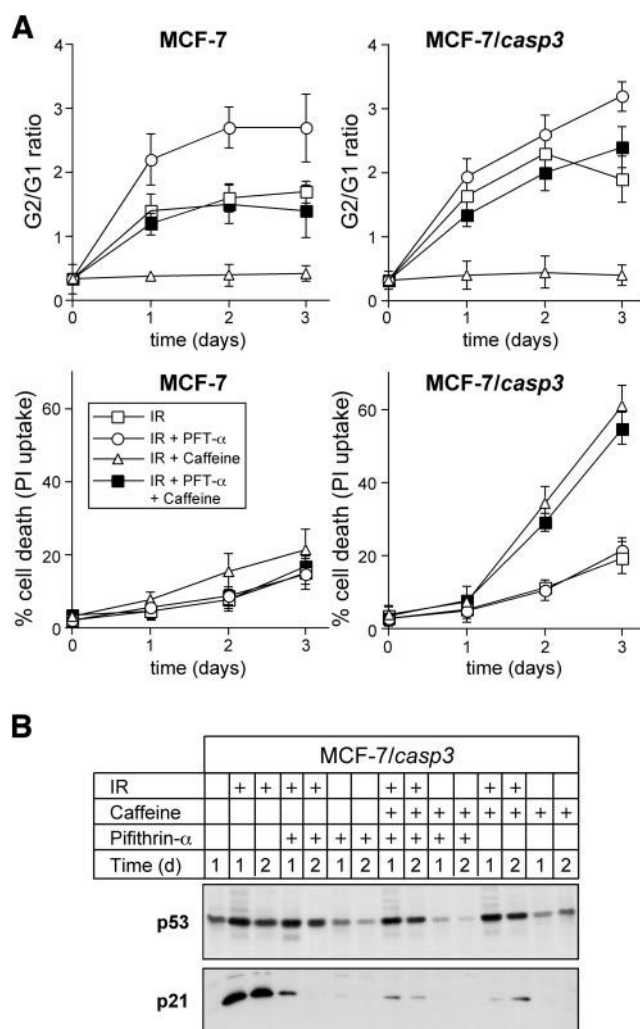 A
MCF-7
MCF-7/casp3
G2/G1 ratio
4
3
2
1
0
0 1 2 3
time (days)
G2/G1 ratio
4
3
2
1
0
0 1 2 3
time (days)
MCF-7
MCF-7/casp3
% cell death (PI uptake)
60
40
20
0
IR
IR + PFT-α
IR + Caffeine
IR + PFT-α
+ Caffeine
0 1 2 3
time (days)
% cell death (PI uptake)
60
40
20
0
0 1 2 3
time (days)
B
MCF-7/casp3
IR + + + + + + + +
Caffeine + + + + + + + +
Pifithrin-α + + + + + + + +
Time (d) 1 1 2 1 2 1 2 1 2 1 2 1 2 1 2
p53
p21